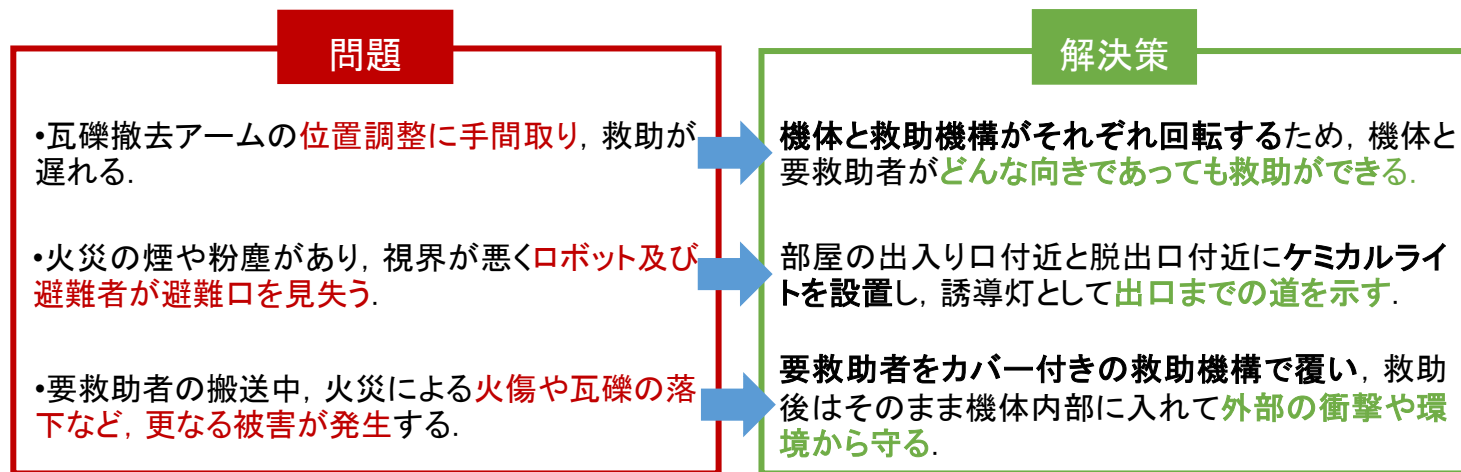 問題
•瓦礫撤去アームの位置調整に手間取り, 救助が
遅れる.
•火災の煙や粉塵があり, 視界が悪くロボット及び
避難者が避難口を見失う.
•要救助者の搬送中, 火災による火傷や瓦礫の落
下など, 更なる被害が発生する.
解決策
機体と救助機構がそれぞれ回転するため, 機体と
要救助者がどんな向きであっても救助ができる.
部屋の出入り口付近と脱出口付近にケミカルライ
トを設置し, 誘導灯として出口までの道を示す.
要救助者をカバー付きの救助機構で覆い, 救助
後はそのまま機体内部に入れて外部の衝撃や環
境から守る.